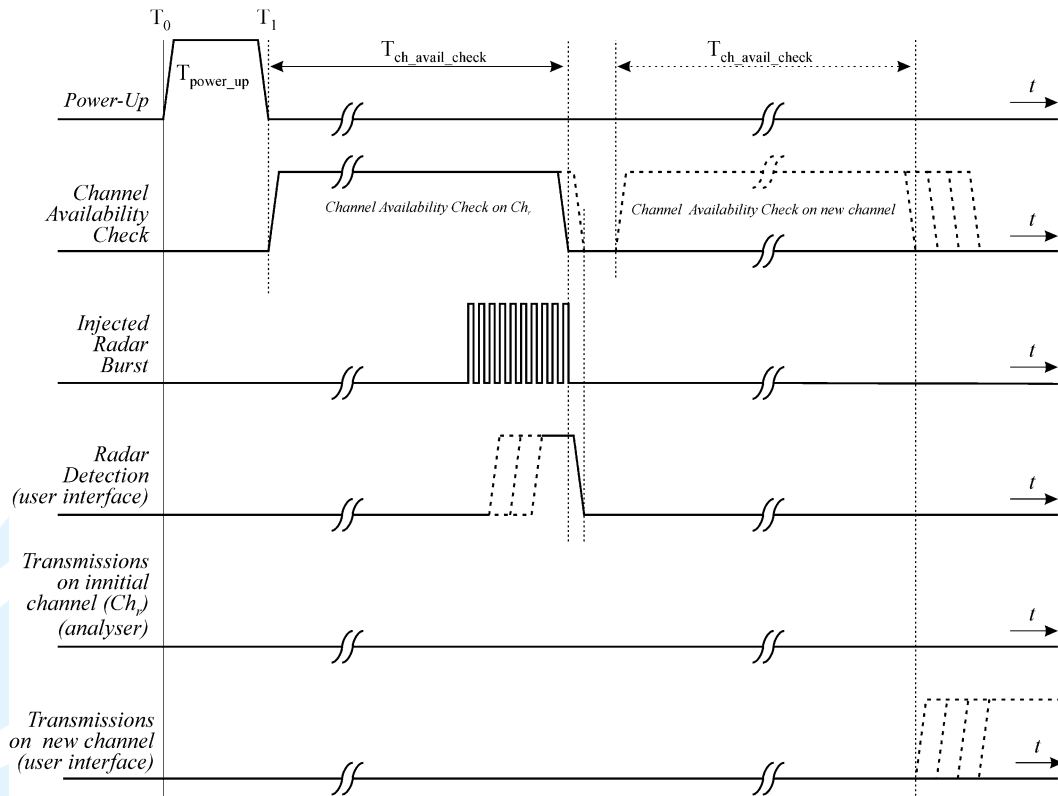 T0 T1
Tch_avail_check
Tch_avail_check
Tpower_up
Power-Up
t
Channel
Availability
Check
Channel Availability Check on Chr
Channel Availability Check on new channel
t
Injected
Radar
Burst
t
Radar
Detection
(user interface)
t
Transmissions
on innitial
channel (Chr)
(analyser)
t
Transmissions
on new channel
(user interface)
t